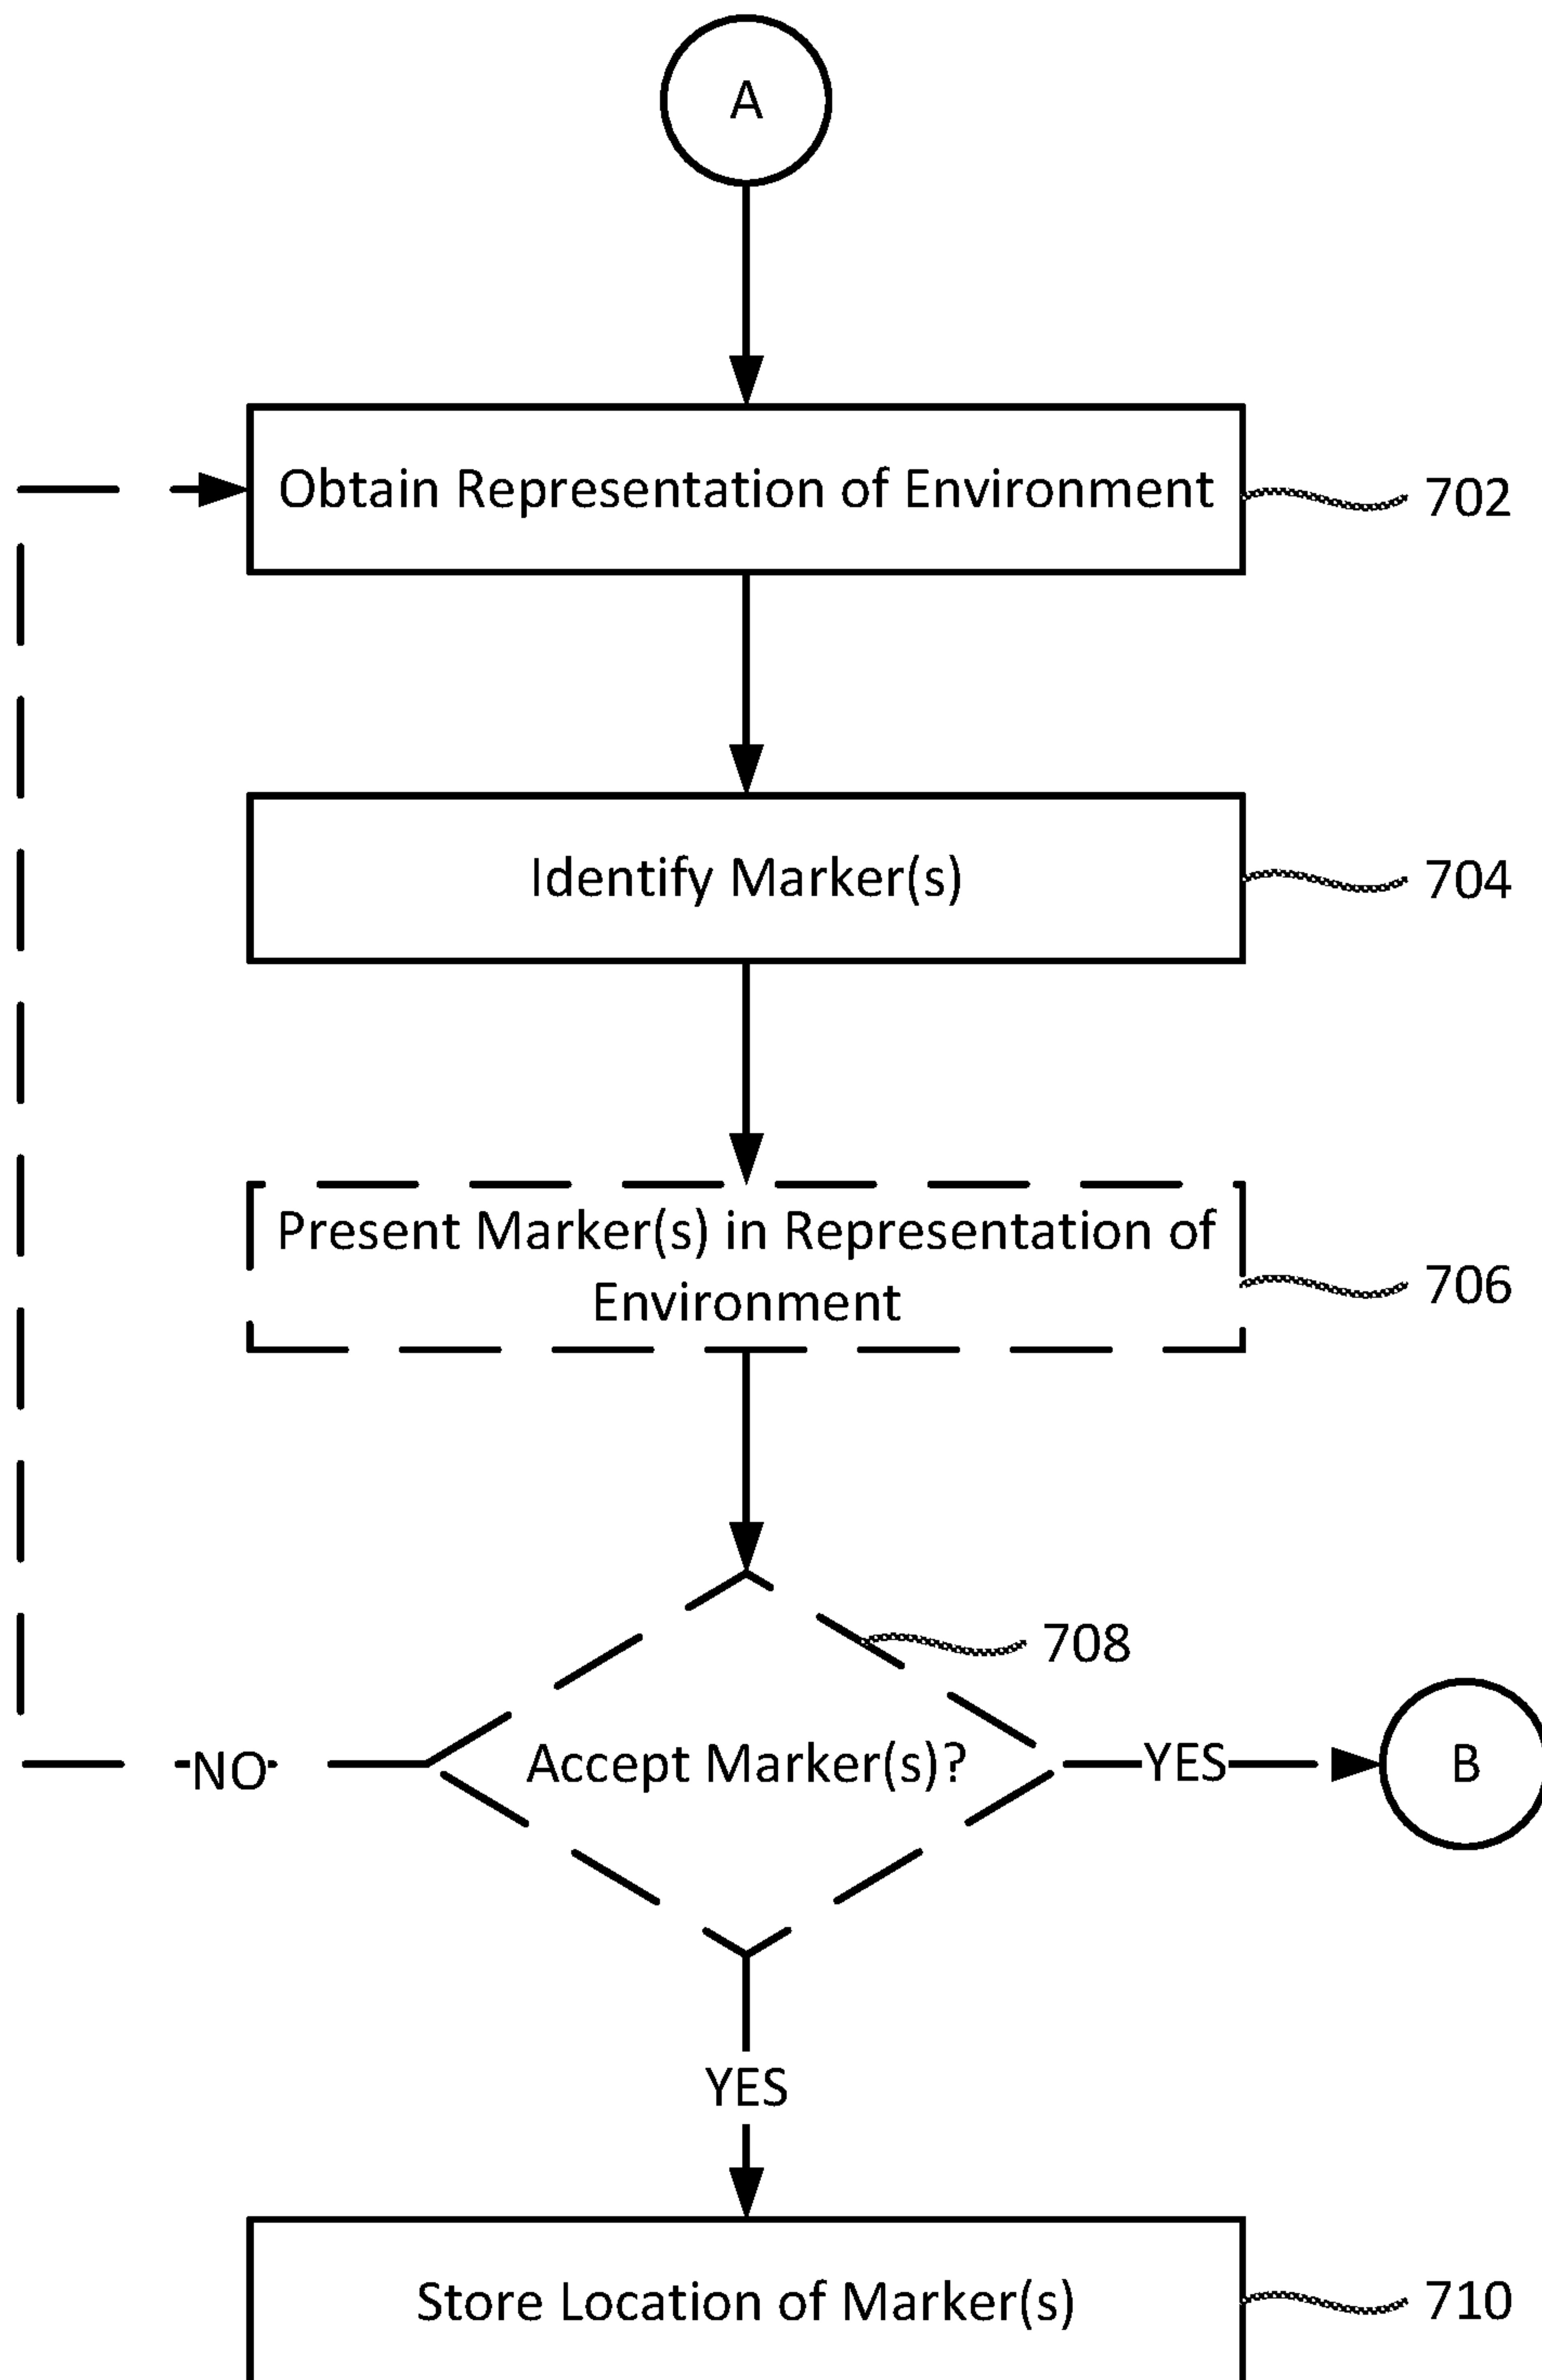 A
Obtain Representation of Environment
702
Identify Marker(s)
704
Present Marker(s) in Representation of
Environment
706
708
Accept Marker(s)?
NO
YES
B
YES
Store Location of Marker(s)
710